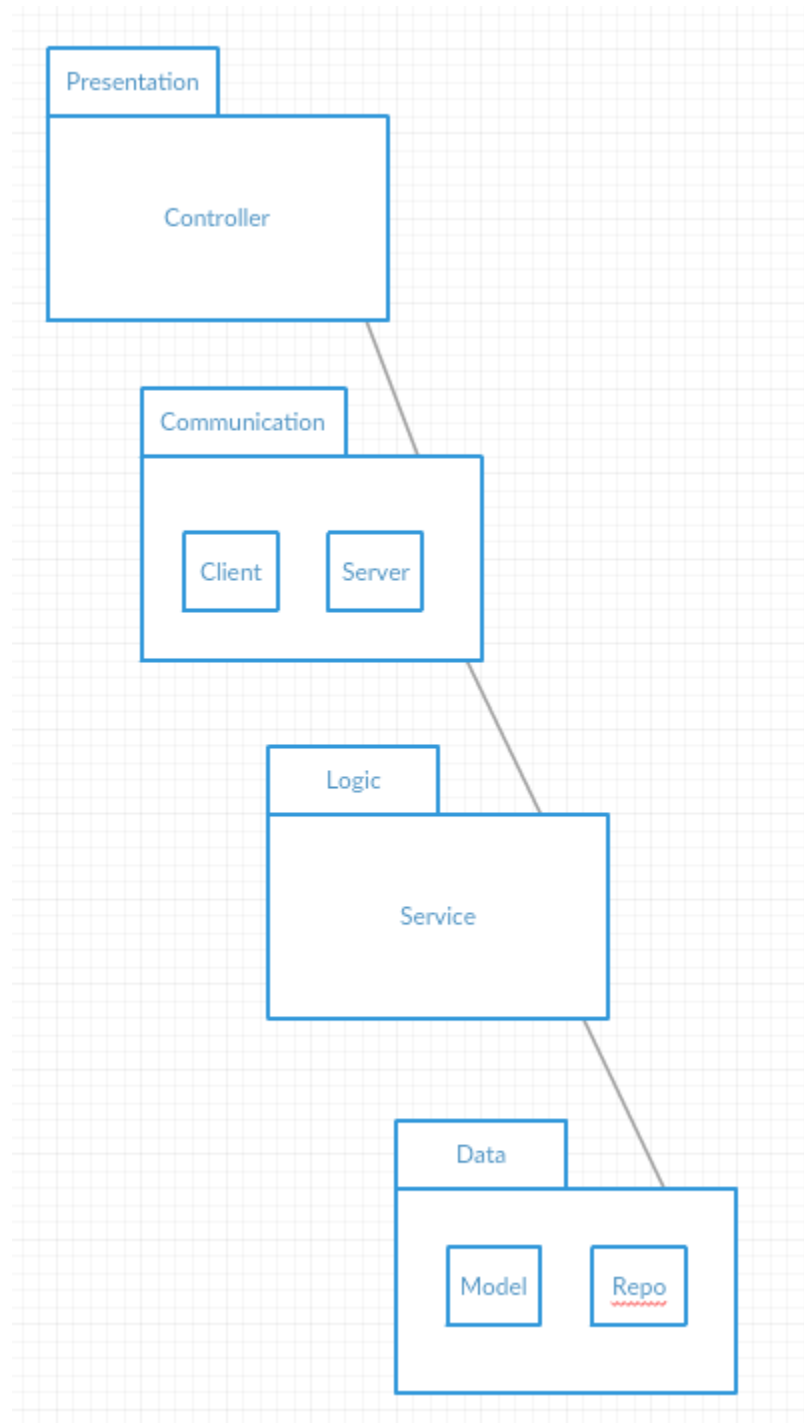 Presentation
Controller
Communication
Client
Server
Logic
Service
Data
Model
Repo